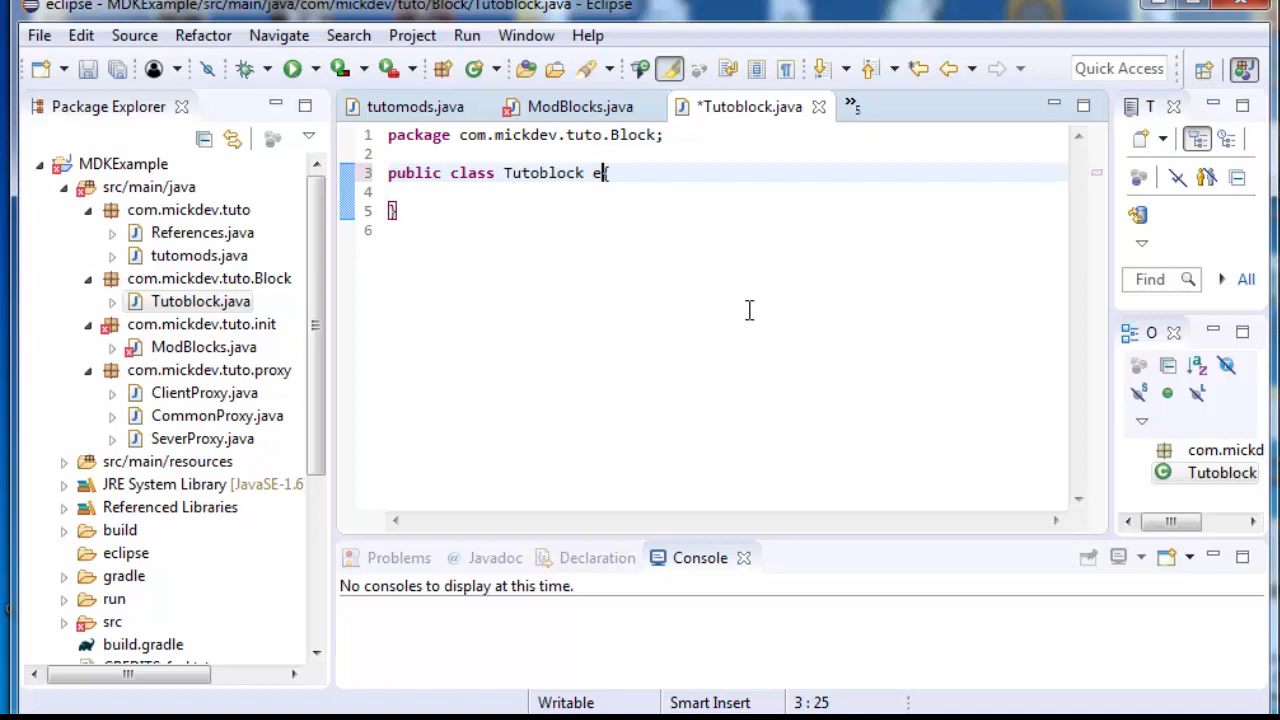 eclipse - MDKExample/src/main/java/com/mickdev/tuto/Block/Tutoblock.java - Eclipse
File Edit Source Refactor Navigate Search Project Run Window Help
Quick Access
Package Explorer
tutomods.java
ModBlocks.java
*Tutoblock.java
5
T
MDKExample
src/main/java
com.mickdev.tuto
References.java
tutomods.java
com.mickdev.tuto.Block
Tutoblock.java
com.mickdev.tuto.init
ModBlocks.java
com.mickdev.tuto.proxy
ClientProxy.java
CommonProxy.java
SeverProxy.java
src/main/resources
JRE System Library [JavaSE-1.6
Referenced Libraries
build
eclipse
gradle
run
src
build.gradle
1 package com.mickdev.tuto.Block;
2
3 public class Tutoblock e{
4
5 }
6
Find
All
O
com.mickd
Tutoblock
Problems @ Javadoc Declaration Console
No consoles to display at this time.
Writable Smart Insert 3 : 25